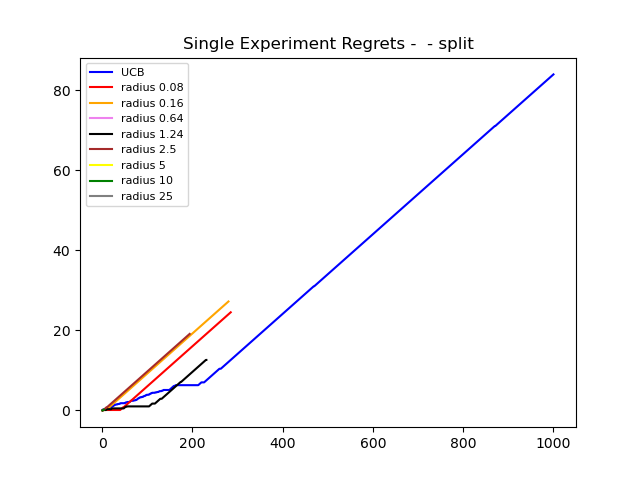 Single Experiment Regrets -  - split
UCB
radius 0.08
radius 0.16
radius 0.64
radius 1.24
radius 2.5
radius 5
radius 10
radius 25
80
60
40
20
0
0 200 400 600 800 1000